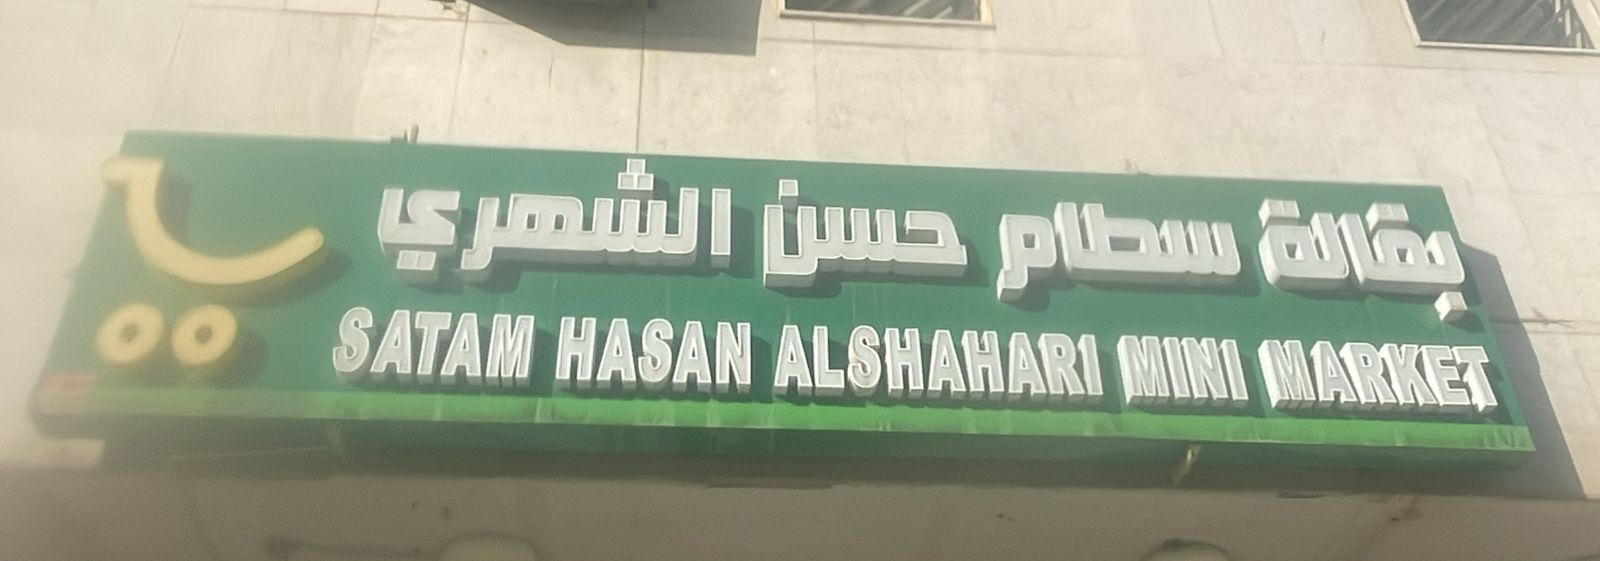 بقالة سطام حسن الشهري
SATAM HASAN ALSHAHARI MINI MARKET